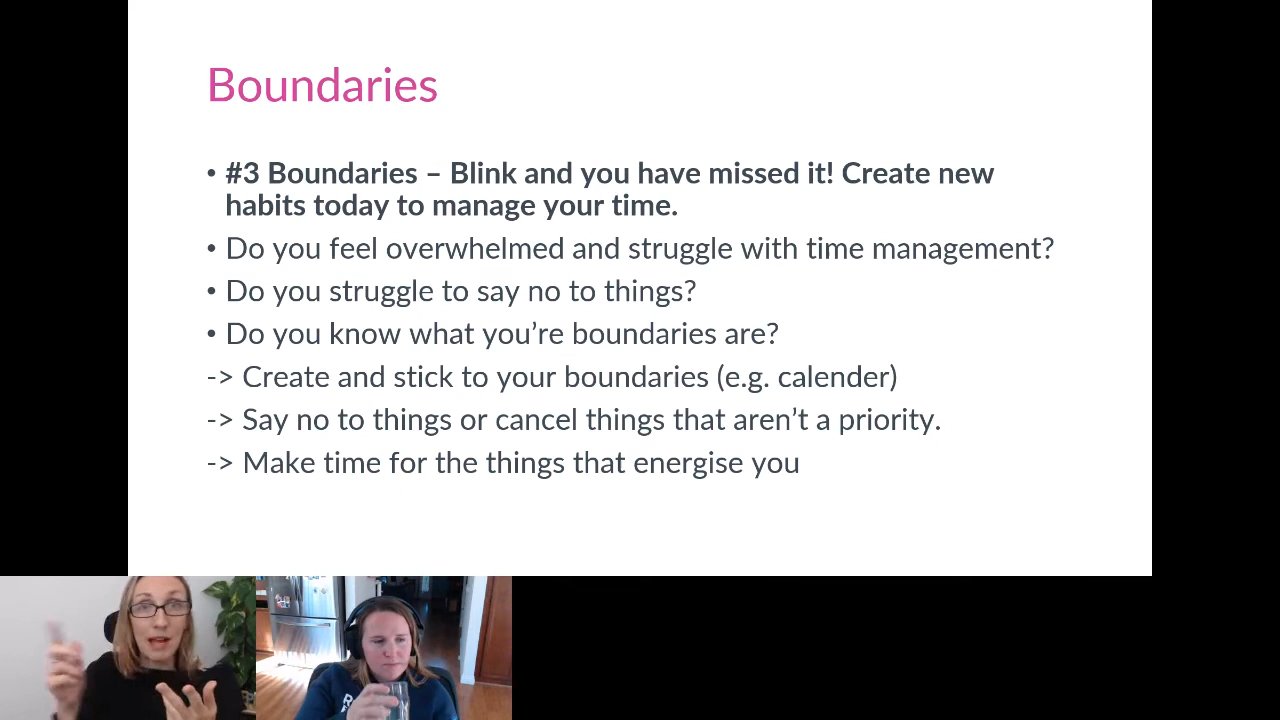 Boundaries
• #3 Boundaries – Blink and you have missed it! Create new
habits today to manage your time.
• Do you feel overwhelmed and struggle with time management?
• Do you struggle to say no to things?
• Do you know what you’re boundaries are?
-> Create and stick to your boundaries (e.g. calender)
-> Say no to things or cancel things that aren’t a priority.
-> Make time for the things that energise you